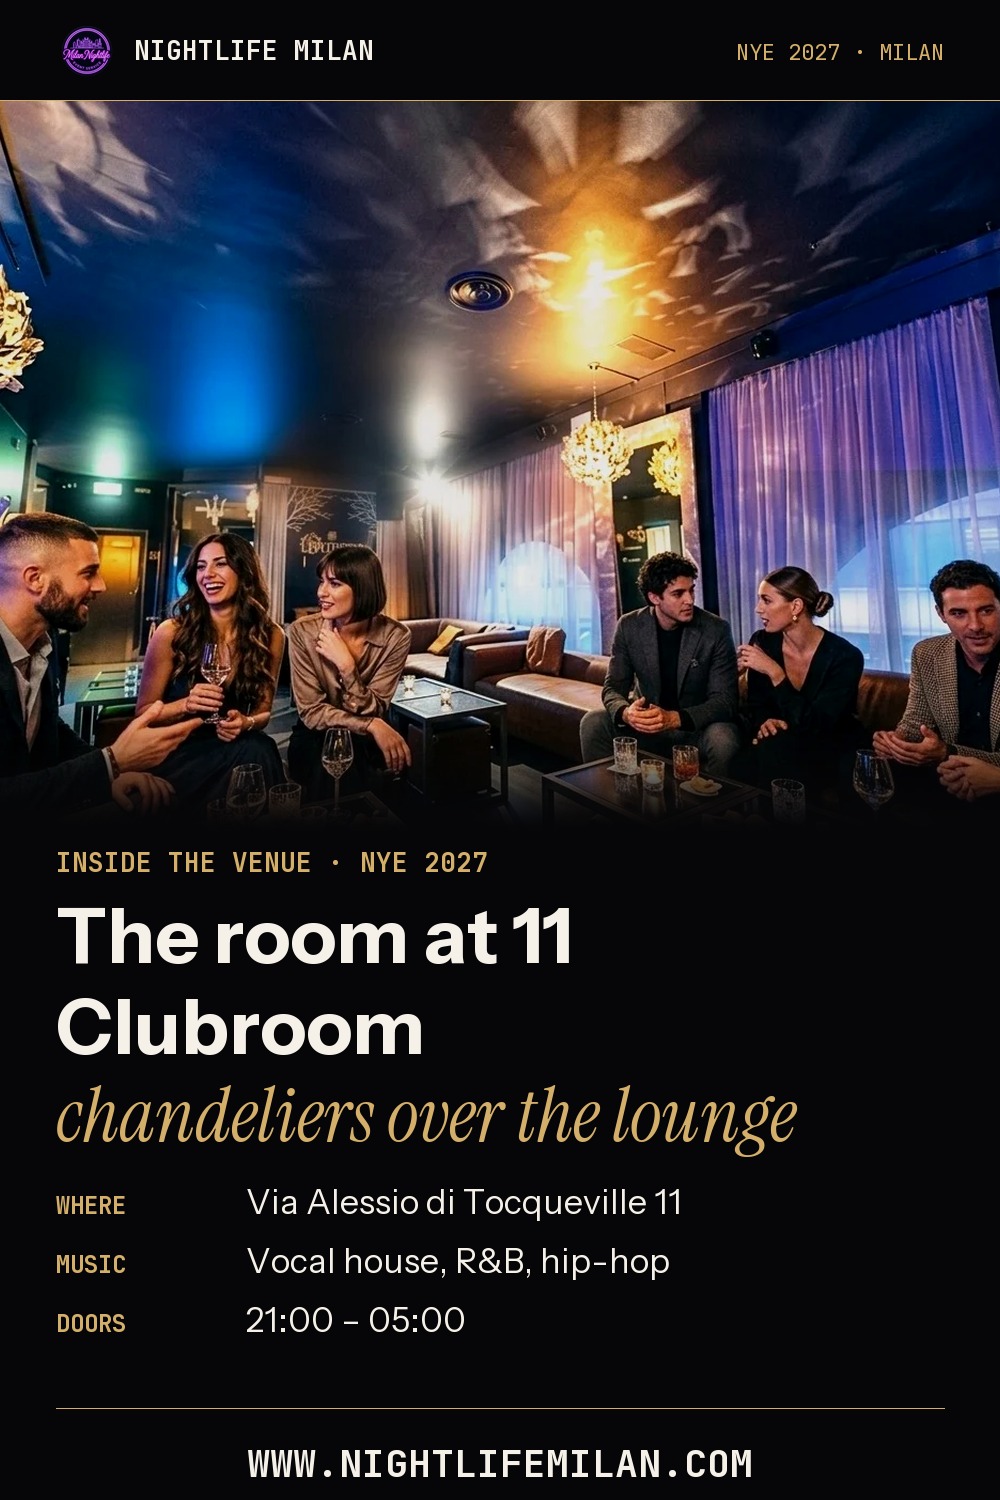 Milan Nightlife
NIGHTLIFE MILAN
NYE 2027 · MILAN
INSIDE THE VENUE · NYE 2027
The room at 11
Clubroom
chandeliers over the lounge
WHERE Via Alessio di Tocqueville 11
MUSIC Vocal house, R&B, hip-hop
DOORS 21:00 – 05:00
WWW.NIGHTLIFEMILAN.COM